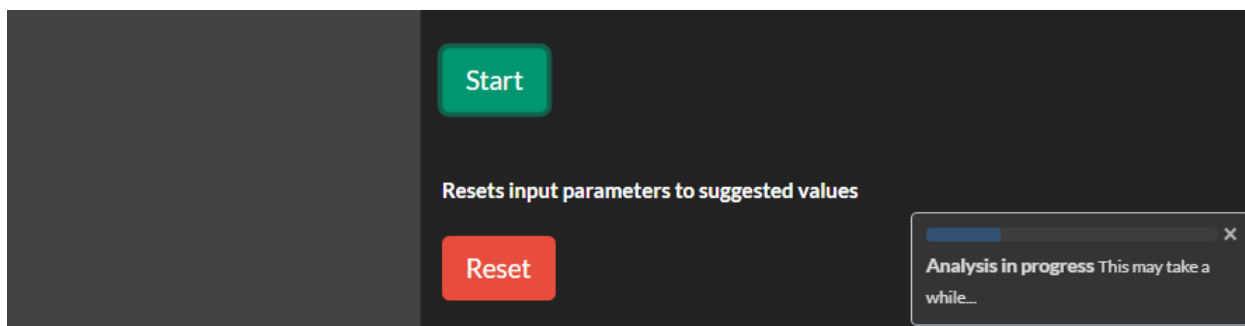 Start
Resets input parameters to suggested values
Reset
×
Analysis in progress This may take a
while...